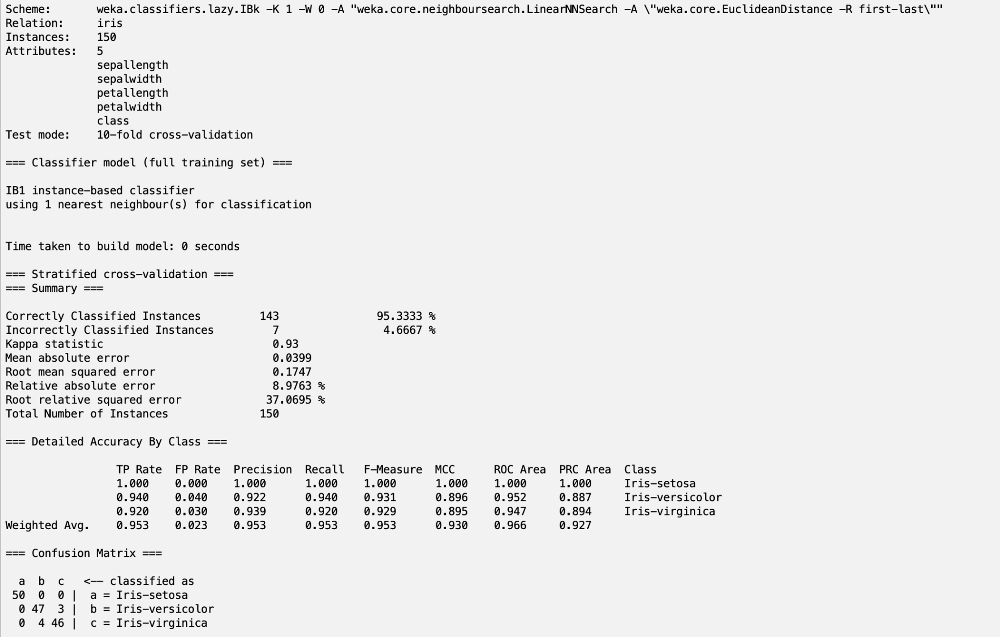 Scheme: weka.classifiers.lazy.IBk -K 1 -W 0 -A "weka.core.neighboursearch.LinearNNSearch -A \"weka.core.EuclideanDistance -R first-last\""
Relation: iris
Instances: 150
Attributes: 5
sepallength
sepalwidth
petallength
petalwidth
class
Test mode: 10-fold cross-validation
=== Classifier model (full training set) ===
IB1 instance-based classifier
using 1 nearest neighbour(s) for classification
Time taken to build model: 0 seconds
=== Stratified cross-validation ===
=== Summary ===
Correctly Classified Instances 143 95.3333 %
Incorrectly Classified Instances 7 4.6667 %
Kappa statistic 0.93
Mean absolute error 0.0399
Root mean squared error 0.1747
Relative absolute error 8.9763 %
Root relative squared error 37.0695 %
Total Number of Instances 150
=== Detailed Accuracy By Class ===
TP Rate FP Rate Precision Recall F-Measure MCC ROC Area PRC Area Class
1.000 0.000 1.000 1.000 1.000 1.000 1.000 1.000 Iris-setosa
0.940 0.040 0.922 0.940 0.931 0.896 0.952 0.887 Iris-versicolor
0.920 0.030 0.939 0.920 0.929 0.895 0.947 0.894 Iris-virginica
Weighted Avg. 0.953 0.023 0.953 0.953 0.953 0.930 0.966 0.927
=== Confusion Matrix ===
a b c <-- classified as
50 0 0 | a = Iris-setosa
0 47 3 | b = Iris-versicolor
0 4 46 | c = Iris-virginica